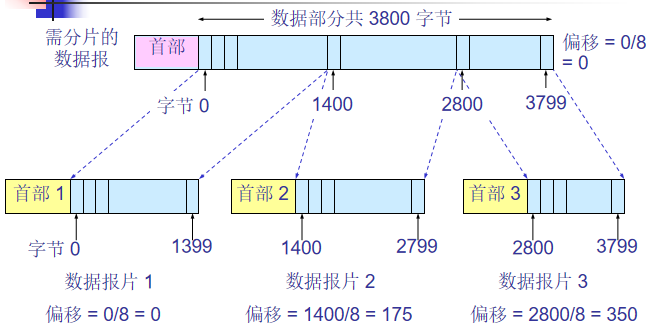 数据部分共 3800 字节
需分片的
数据报
首部
偏移 = 0/8
= 0
字节 0
1400
2800
3799
首部 1
首部 2
首部 3
字节 0
1399
1400
2799
2800
3799
数据报片 1
数据报片 2
数据报片 3
偏移 = 0/8 = 0
偏移 = 1400/8 = 175
偏移 = 2800/8 = 350